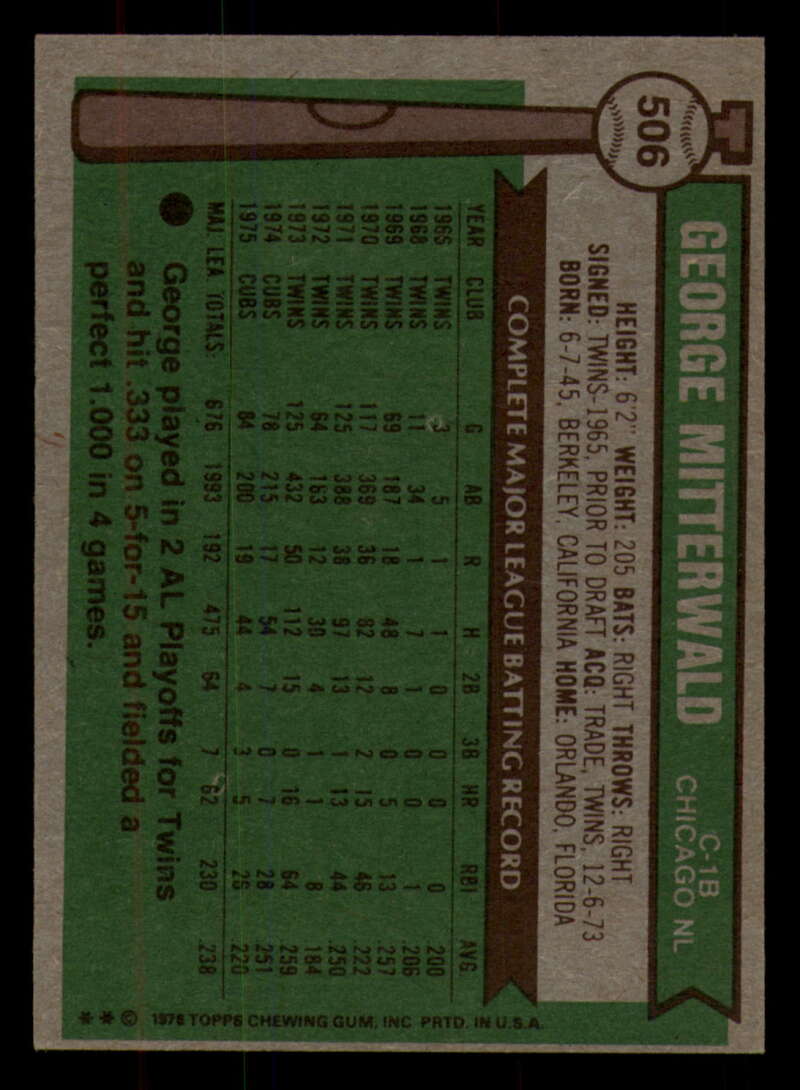 506
GEORGE MITTERWALD
C-1B
CHICAGO NL
HEIGHT: 6'2" WEIGHT: 205 BATS: RIGHT THROWS: RIGHT
SIGNED: TWINS-1965, PRIOR TO DRAFT ACQ: TRADE, TWINS, 12-6-73
BORN: 6-7-45, BERKELEY, CALIFORNIA HOME: ORLANDO, FLORIDA
COMPLETE MAJOR LEAGUE BATTING RECORD
YEAR CLUB G AB R H 2B 3B HR RBI AVG.
1966 TWINS 3 5 1 1 0 0 0 0 .200
1968 TWINS 11 34 1 7 1 0 0 1 .206
1969 TWINS 69 187 18 48 8 0 5 13 .257
1970 TWINS 117 369 36 82 12 2 15 46 .222
1971 TWINS 125 388 38 97 13 1 13 44 .250
1972 TWINS 64 163 12 30 4 1 1 8 .184
1973 TWINS 125 432 50 112 15 0 16 64 .259
1974 CUBS 78 215 17 54 7 0 7 28 .251
1975 CUBS 84 200 19 44 4 3 5 26 .220
MAJ. LEA. TOTALS: 676 1993 192 475 64 7 62 230 .238
George played in 2 AL Playoffs for Twins
and hit .333 on 5-for-15 and fielded a
perfect 1.000 in 4 games.
**© 1976 TOPPS CHEWING GUM, INC. PRTD. IN U.S.A.